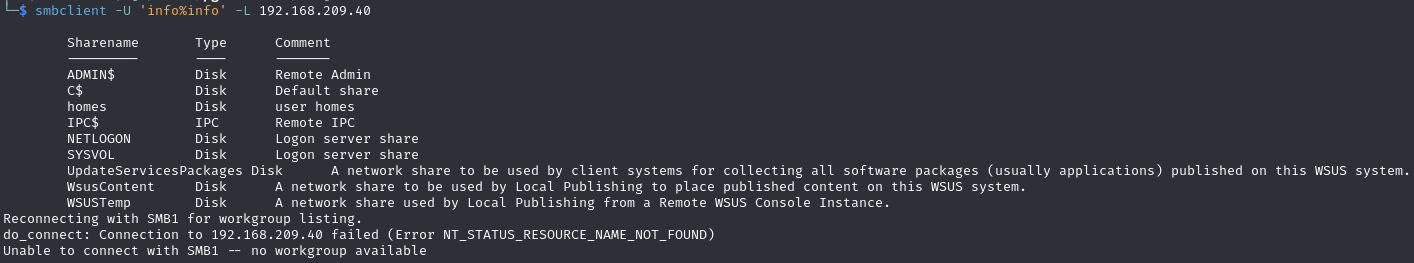 └─$ smbclient -U 'info%info' -L 192.168.209.40
Sharename Type Comment
--------- ---- -------
ADMIN$ Disk Remote Admin
C$ Disk Default share
homes Disk user homes
IPC$ IPC Remote IPC
NETLOGON Disk Logon server share
SYSVOL Disk Logon server share
UpdateServicesPackages Disk A network share to be used by client systems for collecting all software packages (usually applications) published on this WSUS system.
WsusContent Disk A network share to be used by Local Publishing to place published content on this WSUS system.
WSUSTemp Disk A network share used by Local Publishing from a Remote WSUS Console Instance.
Reconnecting with SMB1 for workgroup listing.
do_connect: Connection to 192.168.209.40 failed (Error NT_STATUS_RESOURCE_NAME_NOT_FOUND)
Unable to connect with SMB1 -- no workgroup available